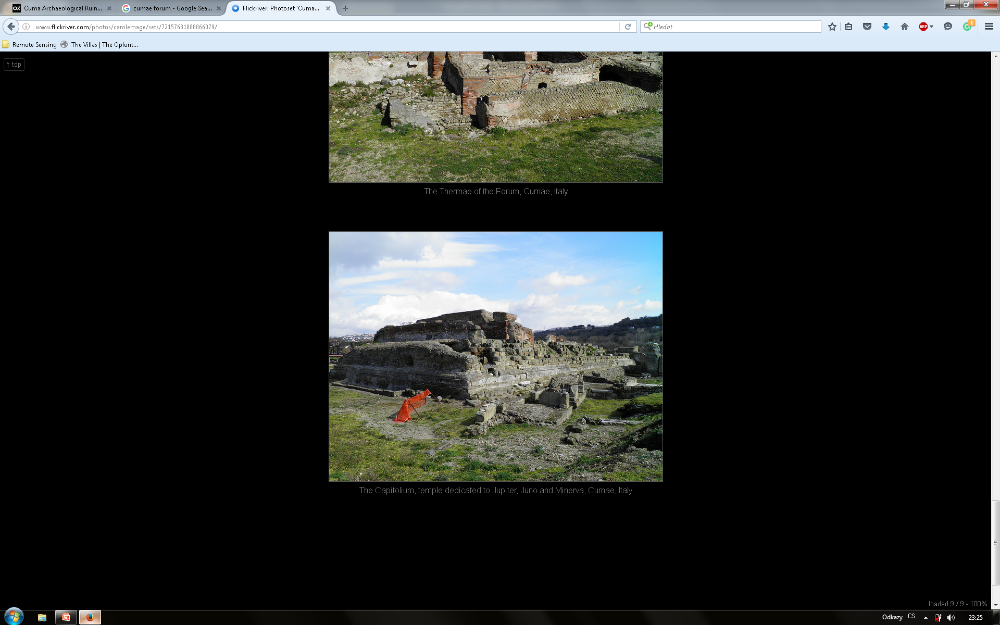 Cuma Archaeological Ruin...
cumae forum - Google Sea...
Flickriver: Photoset 'Cuma...
www.flickriver.com/photos/carolemage/sets/72157631888866079/
Hledat
ABP
1
Remote Sensing
The Villas | The Oplont...
↑ top
The Thermae of the Forum, Cumae, Italy
The Capitolium, temple dedicated to Jupiter, Juno and Minerva, Cumae, Italy
loaded 9 / 9 - 100%
Odkazy
CS
23:25